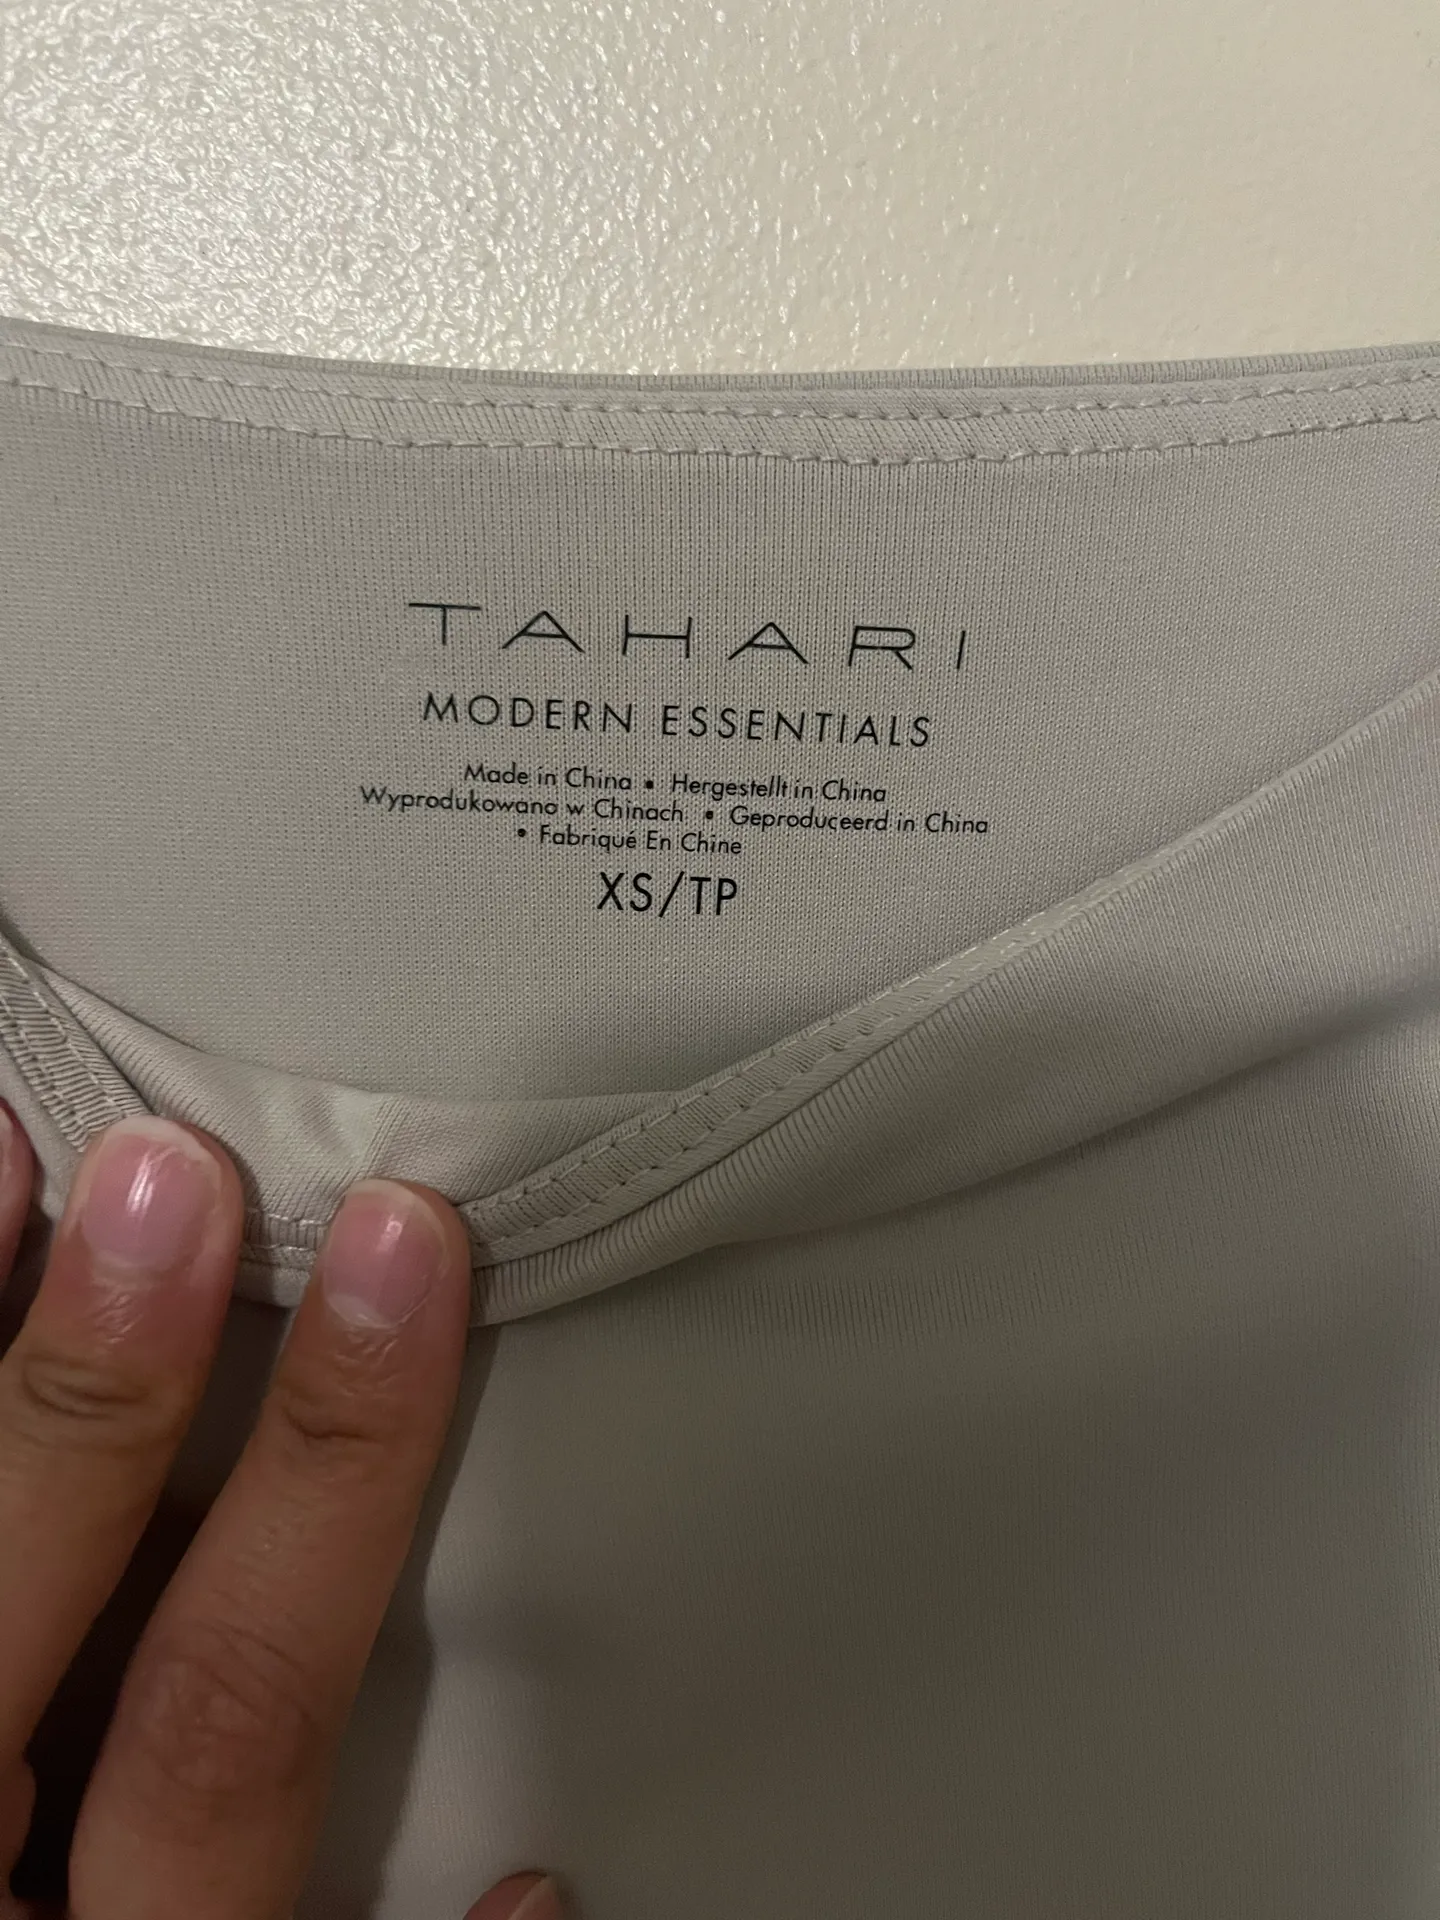 TAHARI
MODERN ESSENTIALS
Made in China • Hergestellt in China
Wyprodukowano w Chinach • Geproduceerd in China
• Fabriqué En Chine
XS/TP